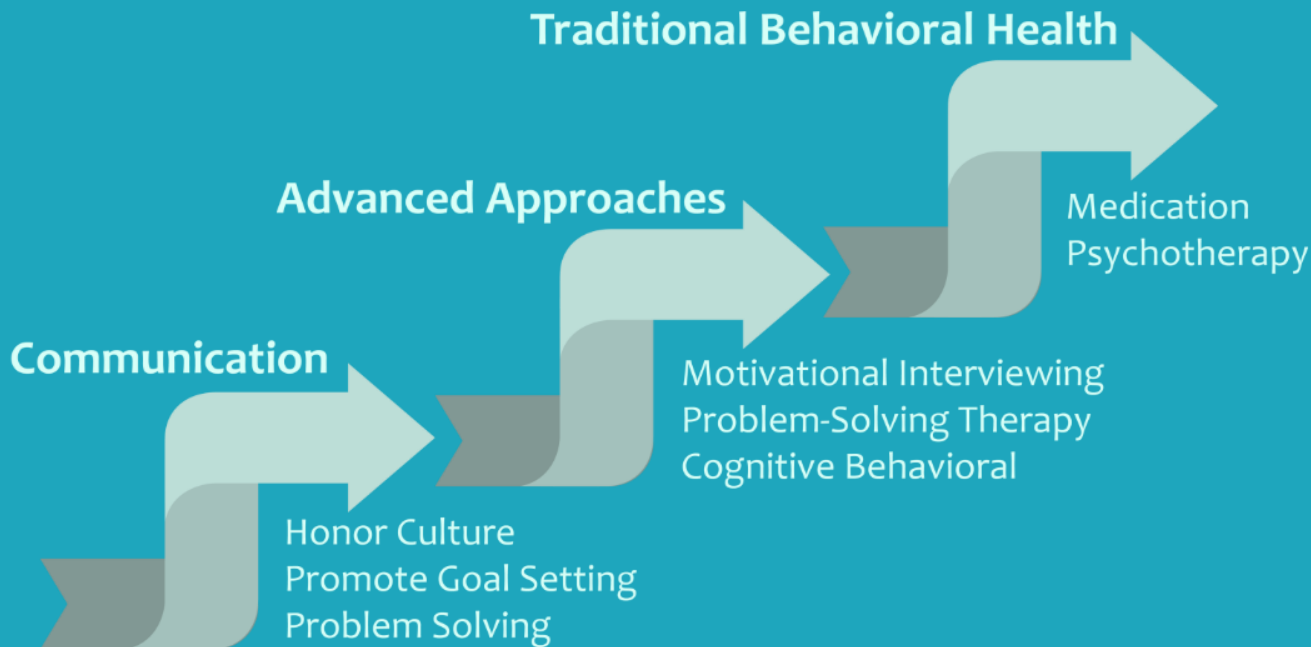 Traditional Behavioral Health
Medication
Psychotherapy
Advanced Approaches
Motivational Interviewing
Problem-Solving Therapy
Cognitive Behavioral
Communication
Honor Culture
Promote Goal Setting
Problem Solving